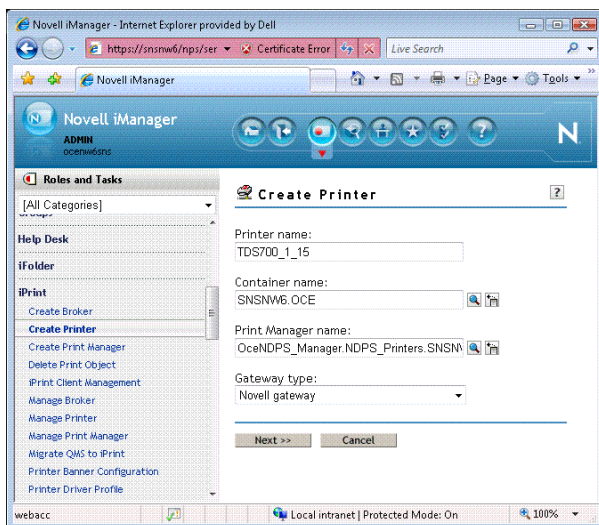 Novell iManager - Internet Explorer provided by Dell
https://snsnw6/nps/ser Certificate Error Live Search
Novell iManager Page Tools
Novell iManager
ADMIN
ocenw6sns
N
Roles and Tasks
[All Categories]
Help Desk
iFolder
iPrint
Create Broker
Create Printer
Create Print Manager
Delete Print Object
iPrint Client Management
Manage Broker
Manage Printer
Manage Print Manager
Migrate QMS to iPrint
Printer Banner Configuration
Printer Driver Profile
Create Printer ?
Printer name:
TDS700_1_15
Container name:
SNSNW6.OCE
Print Manager name:
OceNDPS_Manager.NDPS_Printers.SNSN
Gateway type:
Novell gateway
Next >> Cancel
webacc Local intranet | Protected Mode: On 100%